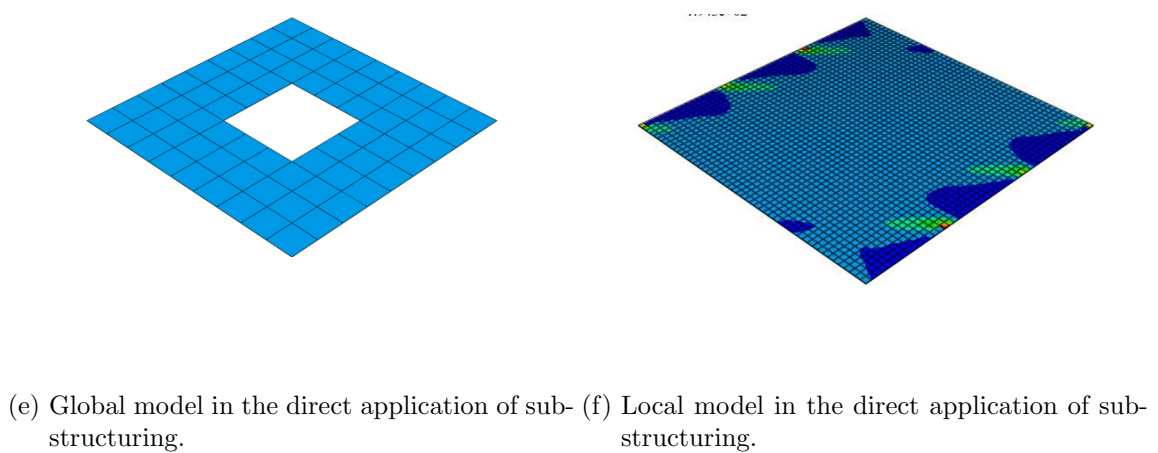 (e) Global model in the direct application of sub-
structuring.
(f) Local model in the direct application of sub-
structuring.